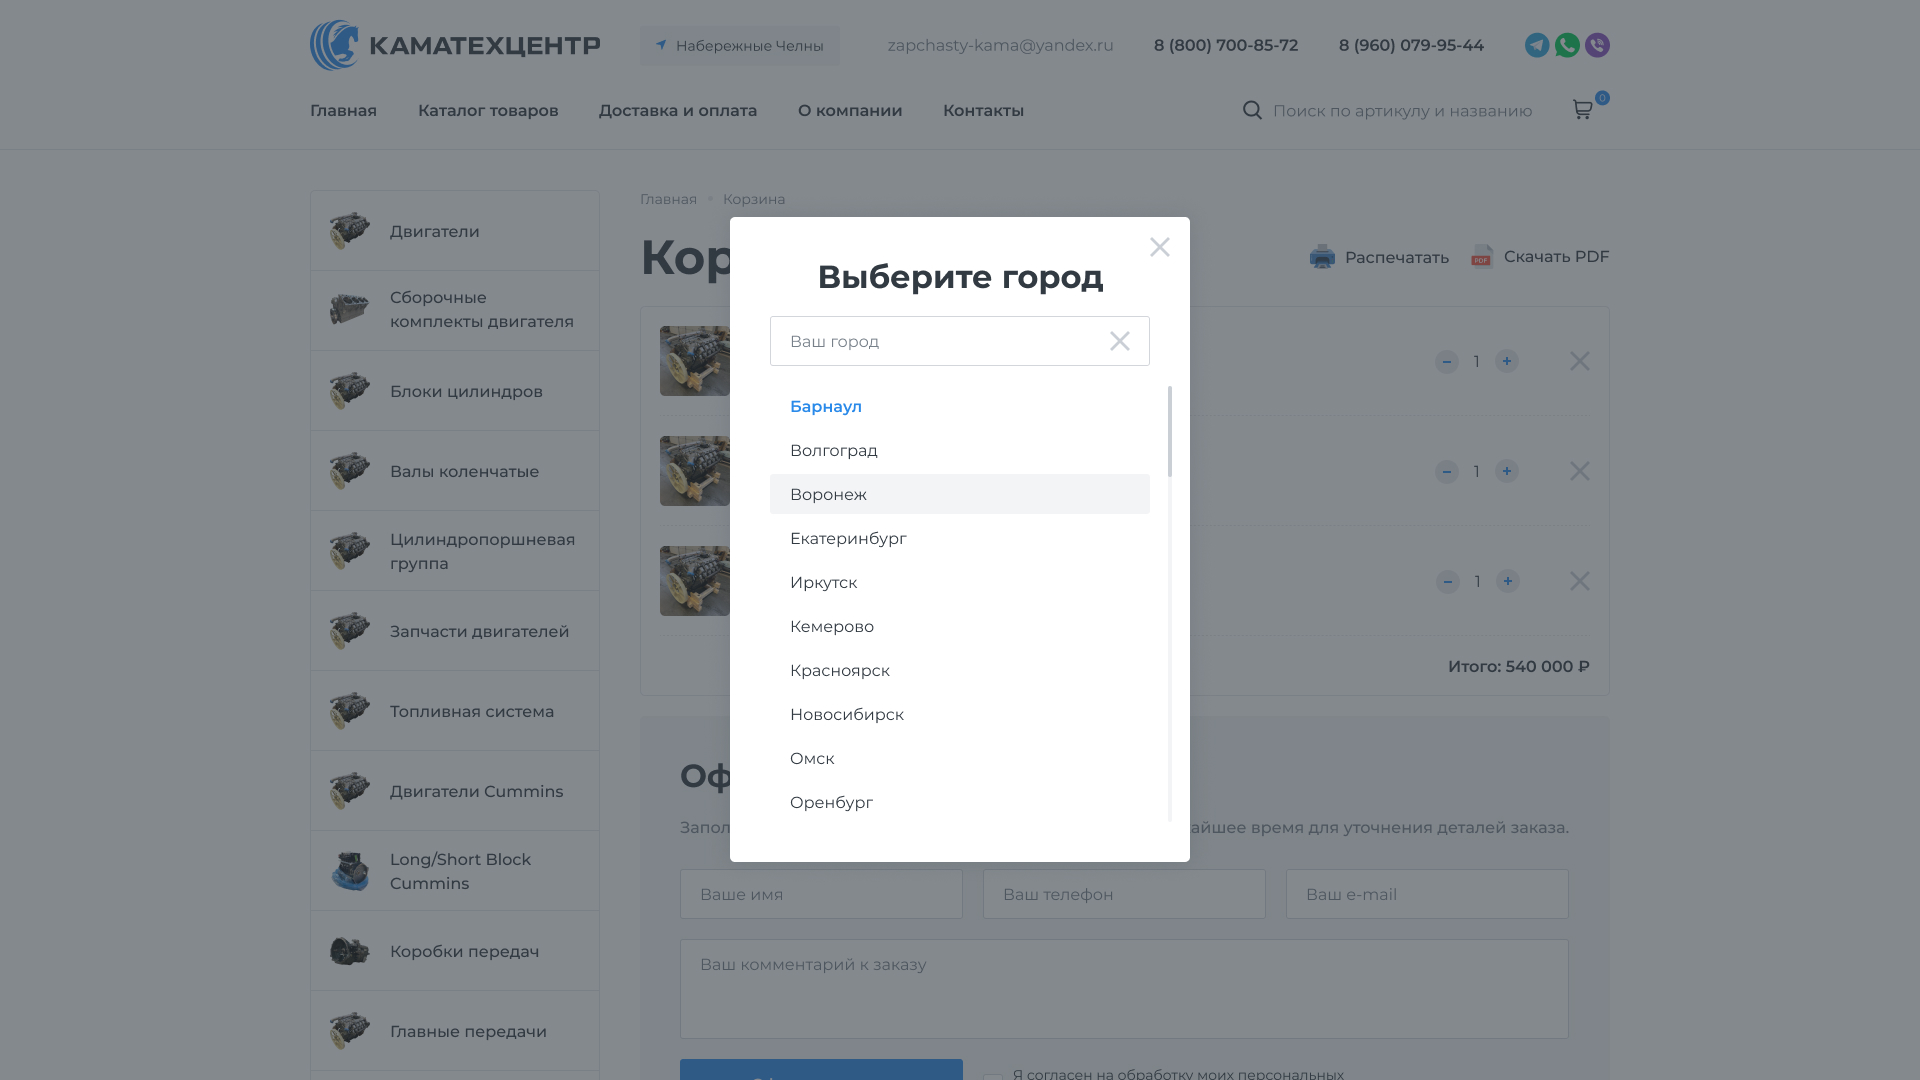 КАМАТЕХЦЕНТР
Набережные Челны
zapchasty-kama@yandex.ru
8 (800) 700-85-72
8 (960) 079-95-44
Главная
Каталог товаров
Доставка и оплата
О компании
Контакты
Поиск по артикулу и названию
0
Двигатели
Сборочные
комплекты двигателя
Блоки цилиндров
Валы коленчатые
Цилиндропоршневая
группа
Запчасти двигателей
Топливная система
Двигатели Cummins
Long/Short Block
Cummins
Коробки передач
Главные передачи
Главная
Корзина
Кор
Распечатать
PDF
Скачать PDF
Выберите город
Ваш город
Барнаул
Волгоград
Воронеж
Екатеринбург
Иркутск
Кемерово
Красноярск
Новосибирск
Омск
Оренбург
− 1 +
− 1 +
− 1 +
Итого: 540 000 ₽
Оф
Запол
айшее время для уточнения деталей заказа.
Ваше имя
Ваш телефон
Ваш e-mail
Ваш комментарий к заказу
Я согласен на обработку моих персональных